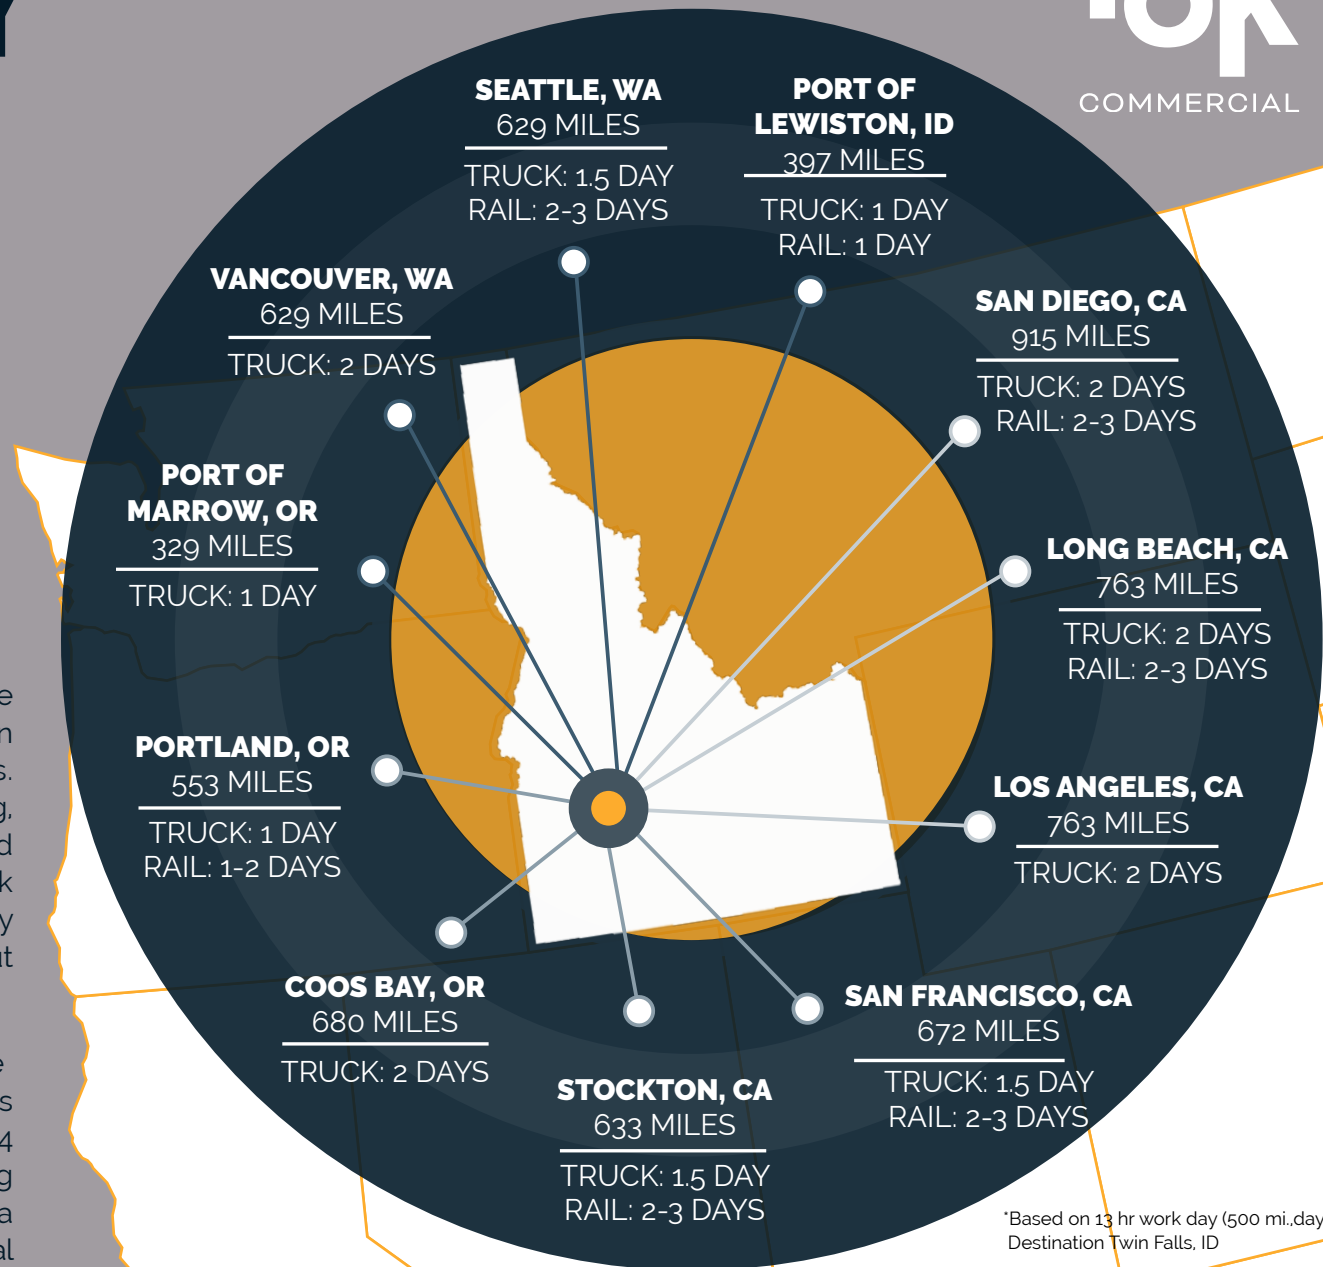 COMMERCIAL
SEATTLE, WA
629 MILES
TRUCK: 1.5 DAY
RAIL: 2-3 DAYS
PORT OF
LEWISTON, ID
397 MILES
TRUCK: 1 DAY
RAIL: 1 DAY
VANCOUVER, WA
629 MILES
TRUCK: 2 DAYS
SAN DIEGO, CA
915 MILES
TRUCK: 2 DAYS
RAIL: 2-3 DAYS
PORT OF
MARROW, OR
329 MILES
TRUCK: 1 DAY
LONG BEACH, CA
763 MILES
TRUCK: 2 DAYS
RAIL: 2-3 DAYS
PORTLAND, OR
553 MILES
TRUCK: 1 DAY
RAIL: 1-2 DAYS
LOS ANGELES, CA
763 MILES
TRUCK: 2 DAYS
COOS BAY, OR
680 MILES
TRUCK: 2 DAYS
SAN FRANCISCO, CA
672 MILES
TRUCK: 1.5 DAY
RAIL: 2-3 DAYS
STOCKTON, CA
633 MILES
TRUCK: 1.5 DAY
RAIL: 2-3 DAYS
*Based on 13 hr work day (500 mi.,day
Destination Twin Falls, ID